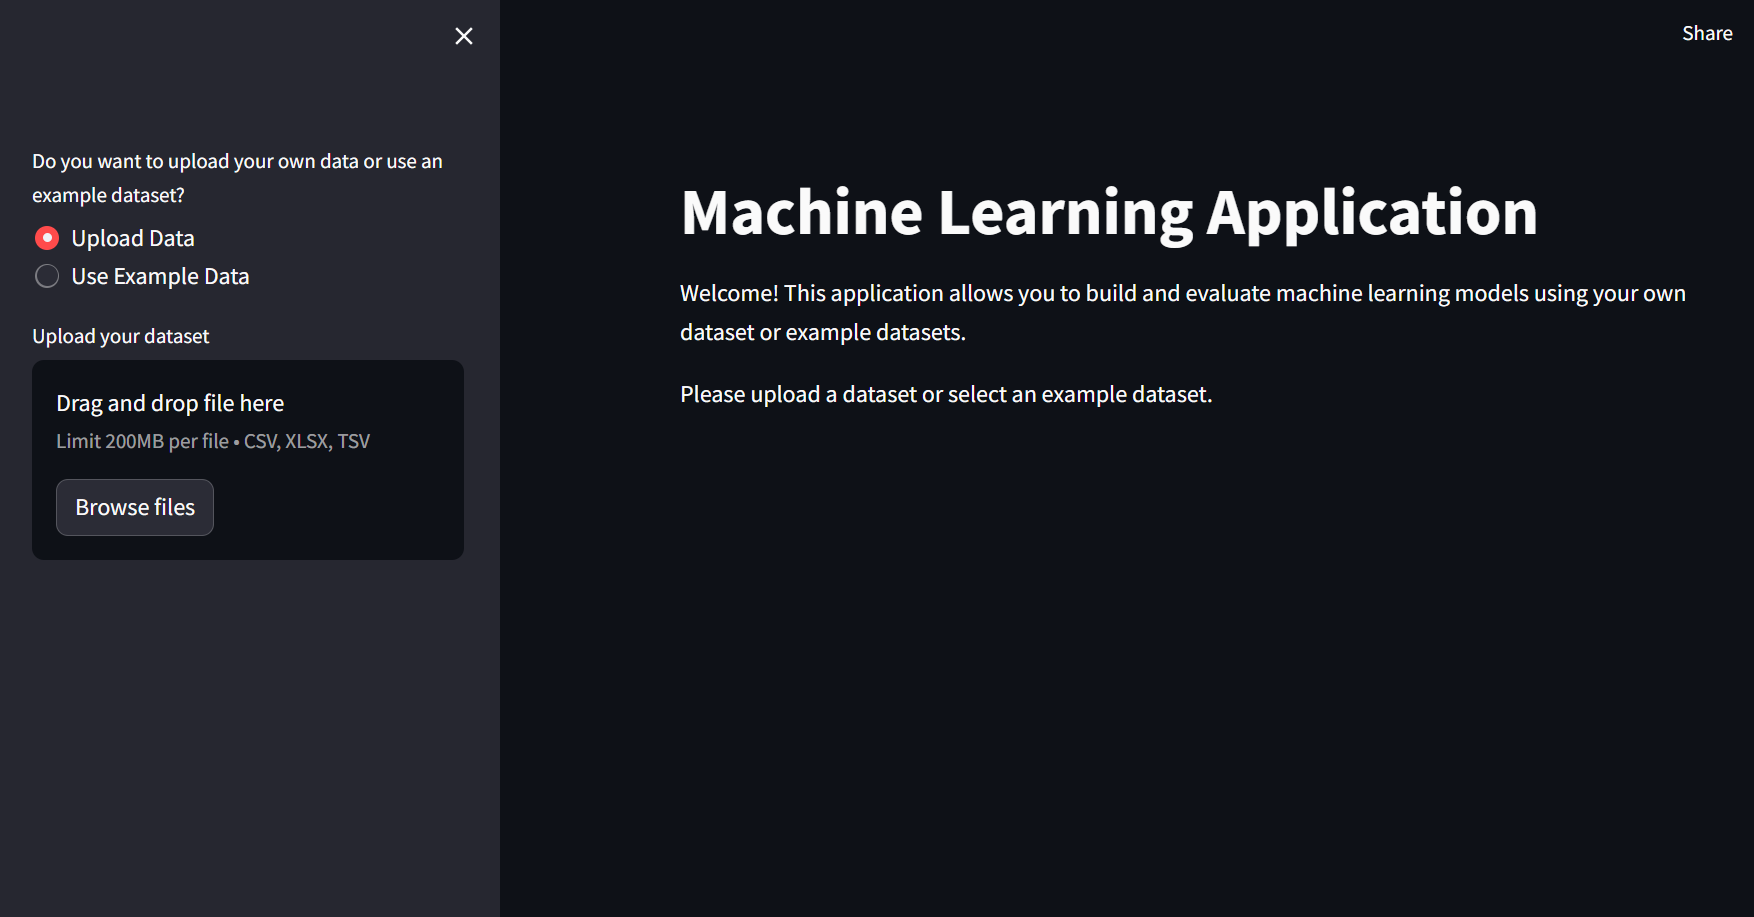 Do you want to upload your own data or use an
example dataset?
Upload Data
Use Example Data
Upload your dataset
Drag and drop file here
Limit 200MB per file • CSV, XLSX, TSV
Browse files
Share
Machine Learning Application
Welcome! This application allows you to build and evaluate machine learning models using your own
dataset or example datasets.
Please upload a dataset or select an example dataset.